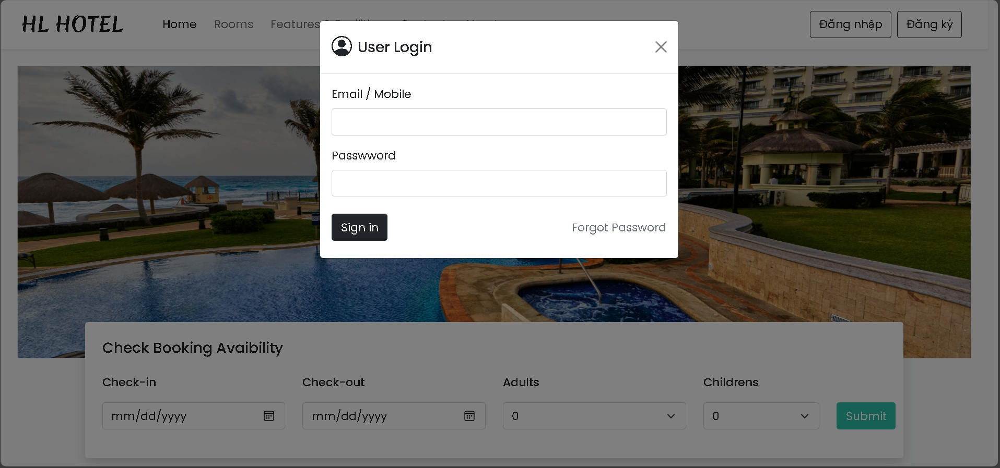 HL HOTEL
Home
Rooms
Features
Đăng nhập
Đăng ký
User Login
Email / Mobile
Passwword
Sign in
Forgot Password
Check Booking Avaibility
Check-in
Check-out
Adults
Childrens
mm/dd/yyyy
mm/dd/yyyy
0
0
Submit